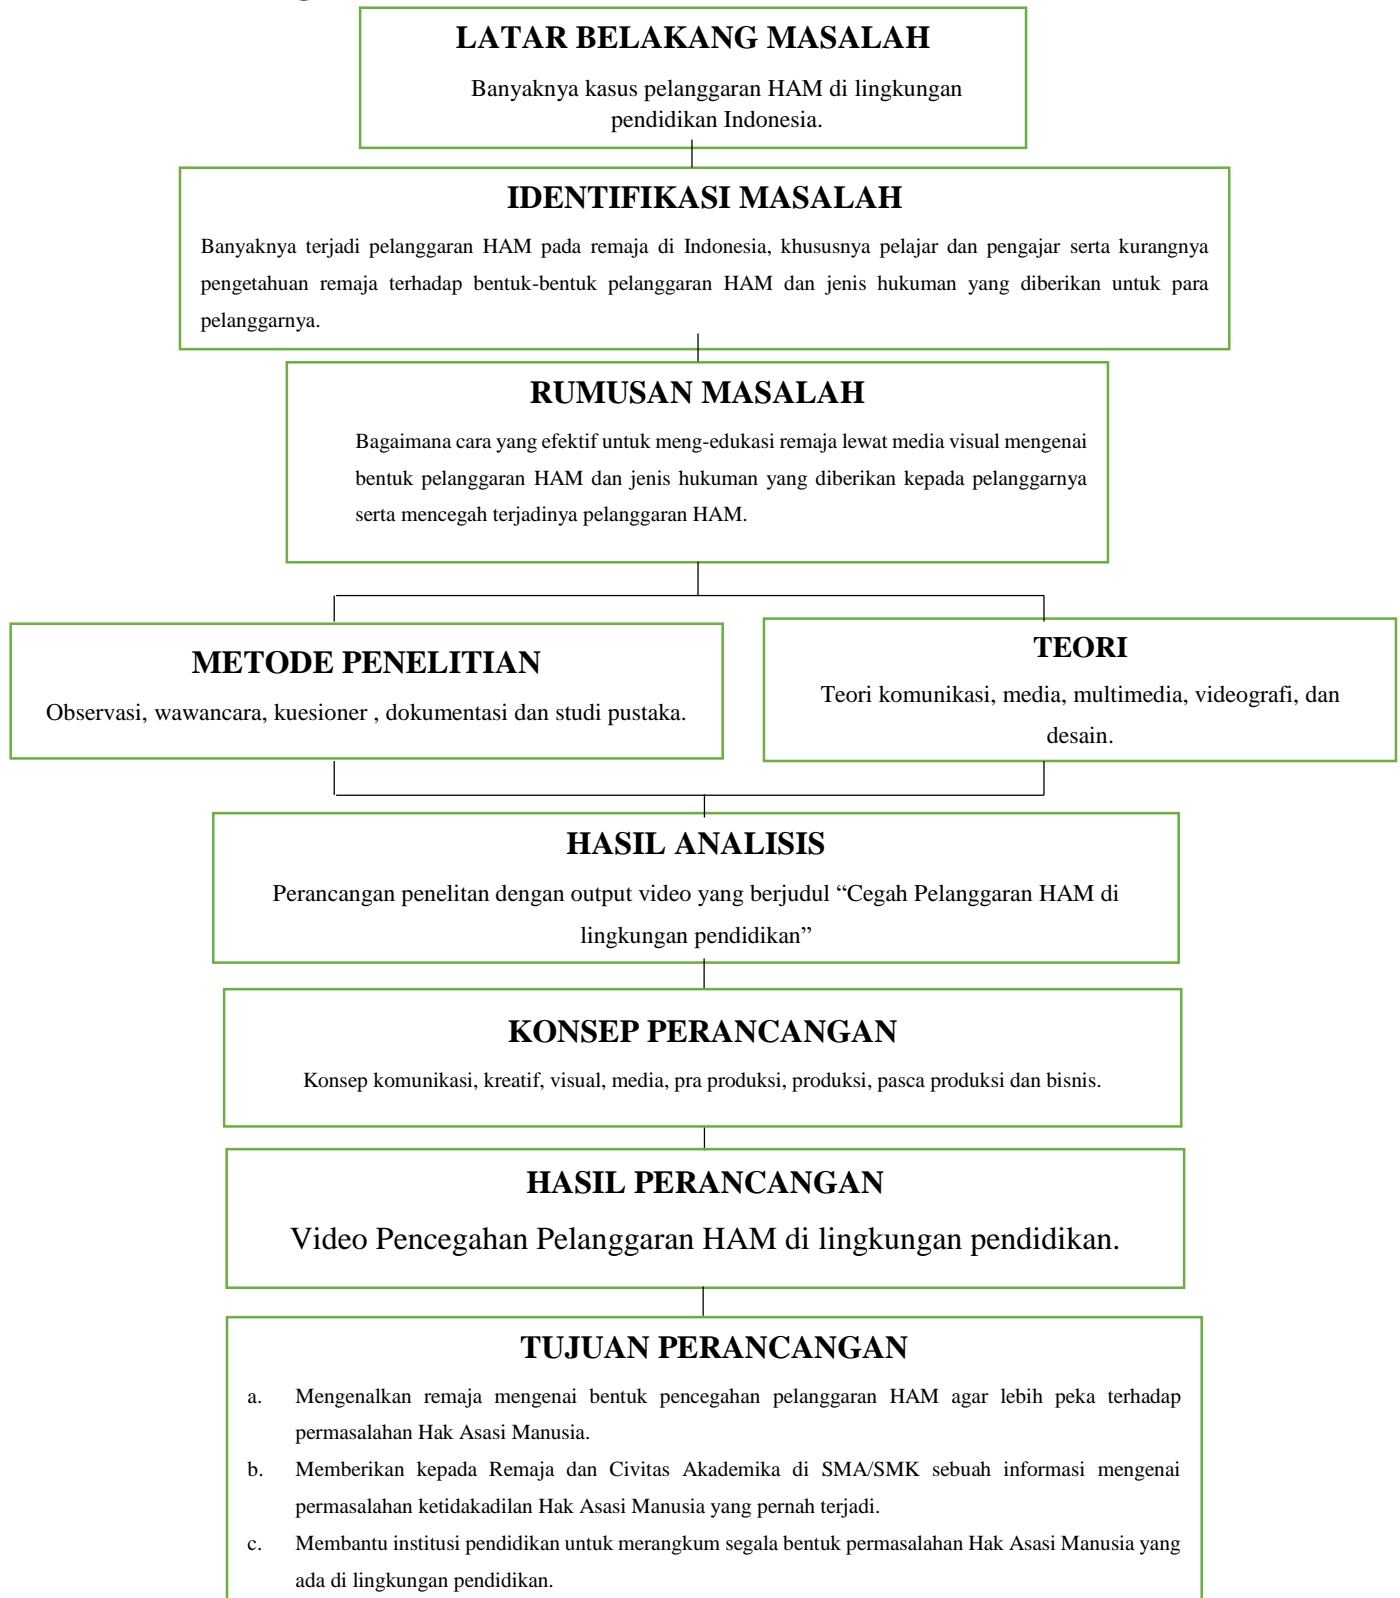 LATAR BELAKANG MASALAH
Banyaknya kasus pelanggaran HAM di lingkungan
pendidikan Indonesia.
IDENTIFIKASI MASALAH
Banyaknya terjadi pelanggaran HAM pada remaja di Indonesia, khususnya pelajar dan pengajar serta kurangnya
pengetahuan remaja terhadap bentuk-bentuk pelanggaran HAM dan jenis hukuman yang diberikan untuk para
pelanggarnya.
RUMUSAN MASALAH
Bagaimana cara yang efektif untuk meng-edukasi remaja lewat media visual mengenai
bentuk pelanggaran HAM dan jenis hukuman yang diberikan kepada pelanggarnya
serta mencegah terjadinya pelanggaran HAM.
METODE PENELITIAN
Observasi, wawancara, kuesioner , dokumentasi dan studi pustaka.
TEORI
Teori komunikasi, media, multimedia, videografi, dan
desain.
HASIL ANALISIS
Perancangan penelitan dengan output video yang berjudul “Cegah Pelanggaran HAM di
lingkungan pendidikan”
KONSEP PERANCANGAN
Konsep komunikasi, kreatif, visual, media, pra produksi, produksi, pasca produksi dan bisnis.
HASIL PERANCANGAN
Video Pencegahan Pelanggaran HAM di lingkungan pendidikan.
TUJUAN PERANCANGAN
a. Mengenalkan remaja mengenai bentuk pencegahan pelanggaran HAM agar lebih peka terhadap
permasalahan Hak Asasi Manusia.
b. Memberikan kepada Remaja dan Civitas Akademika di SMA/SMK sebuah informasi mengenai
permasalahan ketidakadilan Hak Asasi Manusia yang pernah terjadi.
c. Membantu institusi pendidikan untuk merangkum segala bentuk permasalahan Hak Asasi Manusia yang
ada di lingkungan pendidikan.